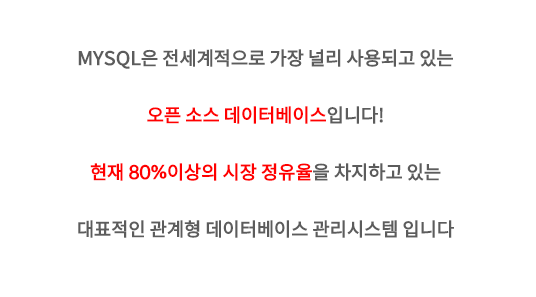 MYSQL은 전세계적으로 가장 널리 사용되고 있는
오픈 소스 데이터베이스입니다!
현재 80%이상의 시장 정유율을 차지하고 있는
대표적인 관계형 데이터베이스 관리시스템 입니다